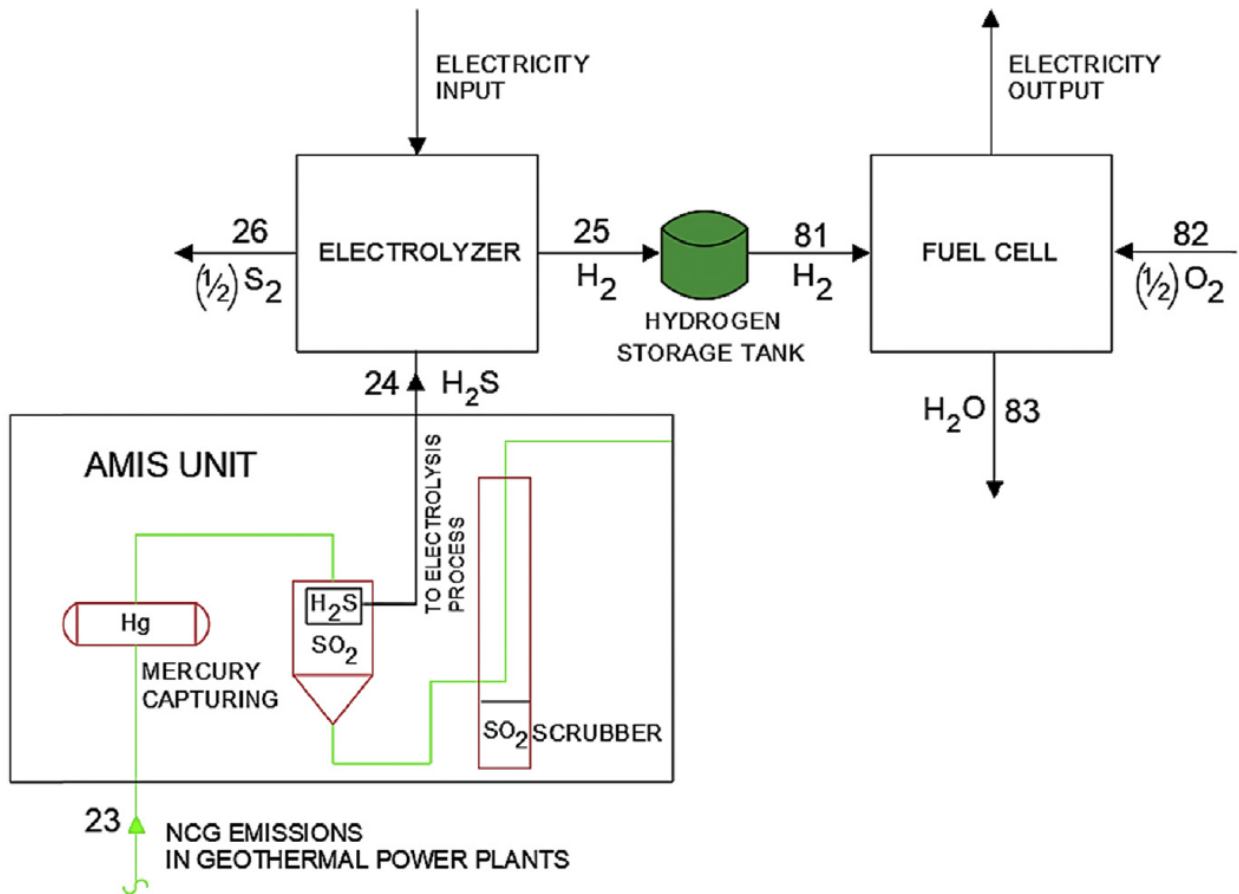 ELECTRICITY
INPUT
ELECTRICITY
OUTPUT
26
(½)S₂
ELECTROLYZER
25
H₂
81
H₂
FUEL CELL
82
(½)O₂
HYDROGEN
STORAGE TANK
24 H₂S
H₂O 83
AMIS UNIT
TO ELECTROLYSIS
PROCESS
Hg
H₂S
SO₂
MERCURY
CAPTURING
SO₂ SCRUBBER
23
NCG EMISSIONS
IN GEOTHERMAL POWER PLANTS